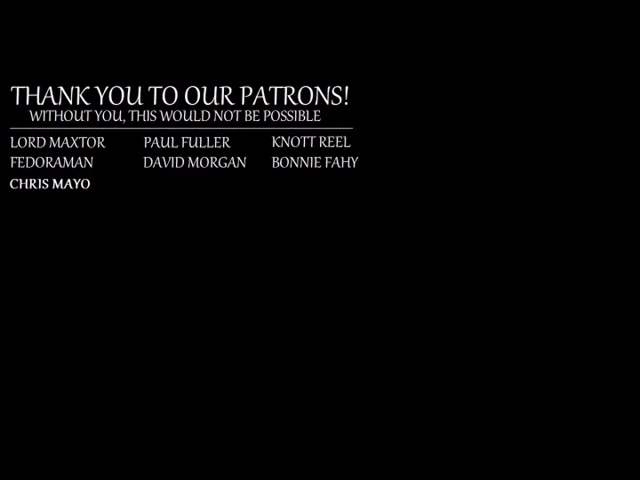 THANK YOU TO OUR PATRONS!
WITHOUT YOU, THIS WOULD NOT BE POSSIBLE
LORD MAXTOR PAUL FULLER KNOTT REEL
FEDORAMAN DAVID MORGAN BONNIE FAHY
CHRIS MAYO